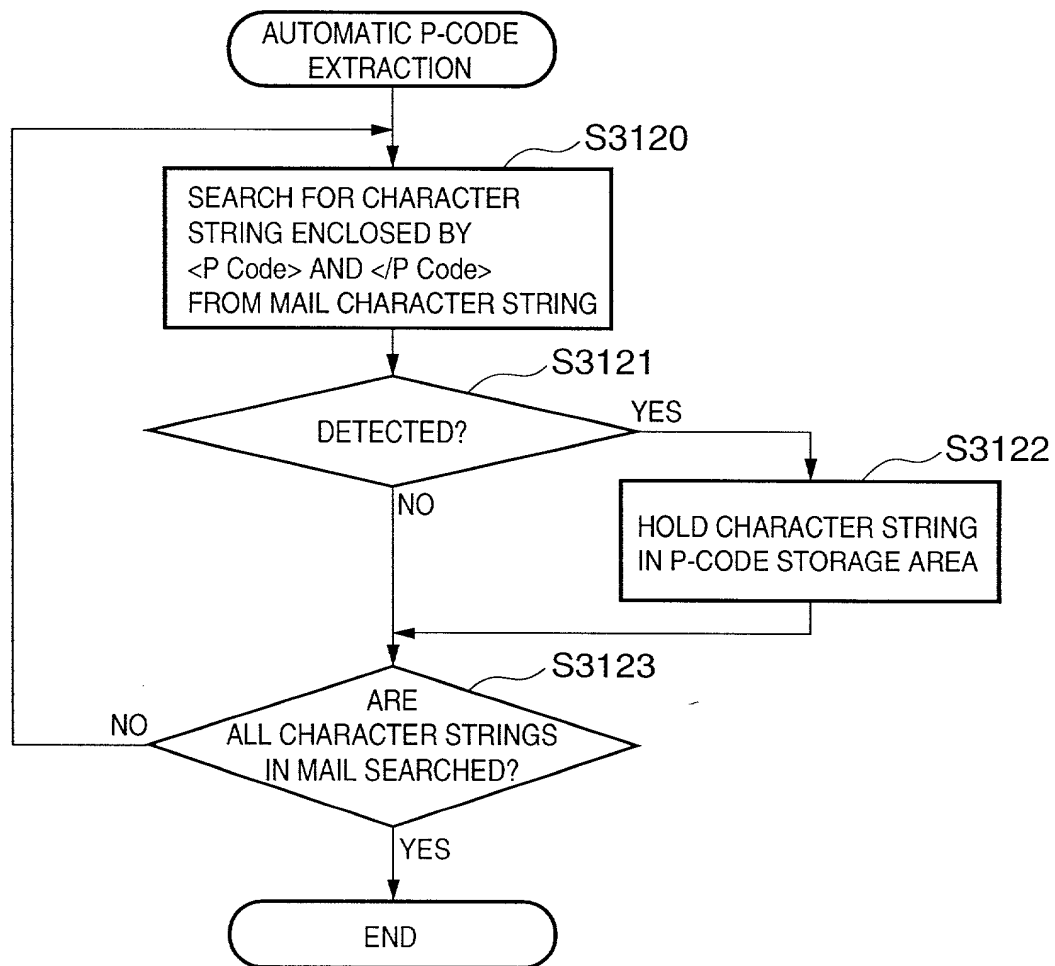 AUTOMATIC P-CODE
EXTRACTION
S3120
SEARCH FOR CHARACTER
STRING ENCLOSED BY
<P Code> AND </P Code>
FROM MAIL CHARACTER STRING
S3121
DETECTED?
YES
NO
S3122
HOLD CHARACTER STRING
IN P-CODE STORAGE AREA
S3123
ARE
ALL CHARACTER STRINGS
IN MAIL SEARCHED?
NO
YES
END